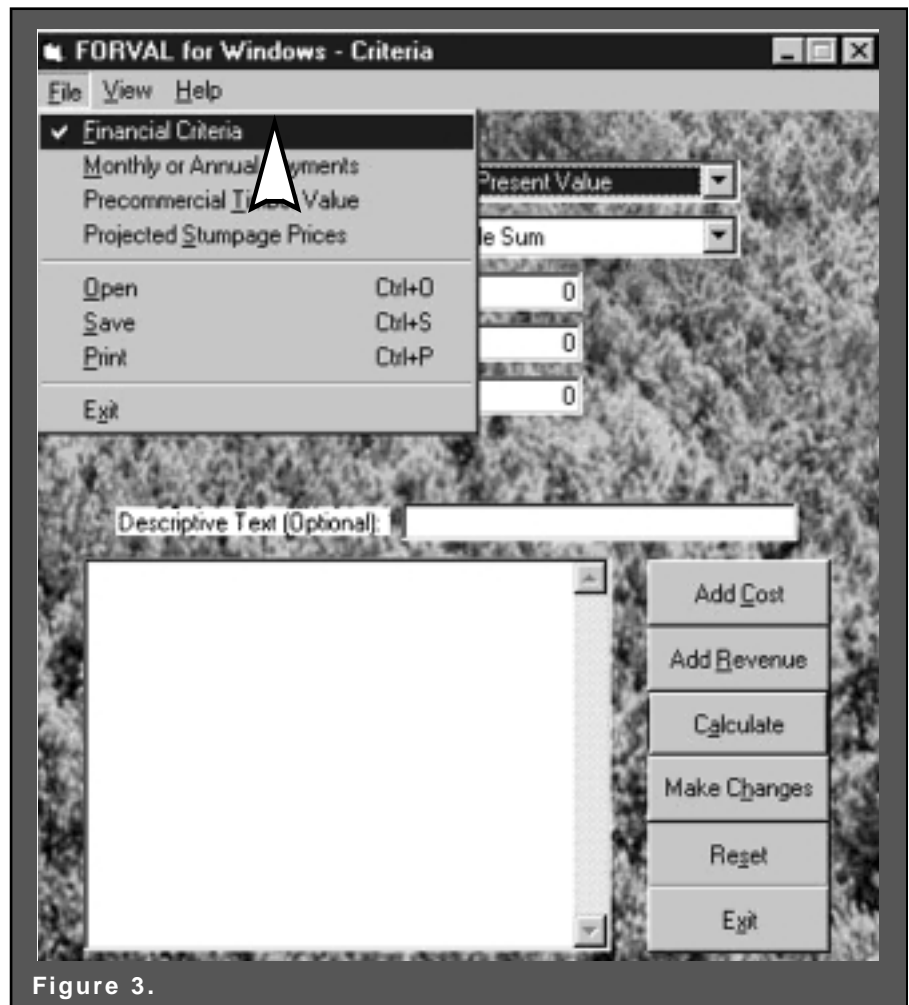 FORVAL for Windows - Criteria
File View Help
✓ Financial Criteria
Monthly or Annual yments
Precommercial Ti Value
Projected Stumpage Prices
Open Ctrl+O
Save Ctrl+S
Print Ctrl+P
Exit
Present Value
le Sum
0
0
0
Descriptive Text (Optional):
Add Cost
Add Revenue
Calculate
Make Changes
Reset
Exit
Figure 3.